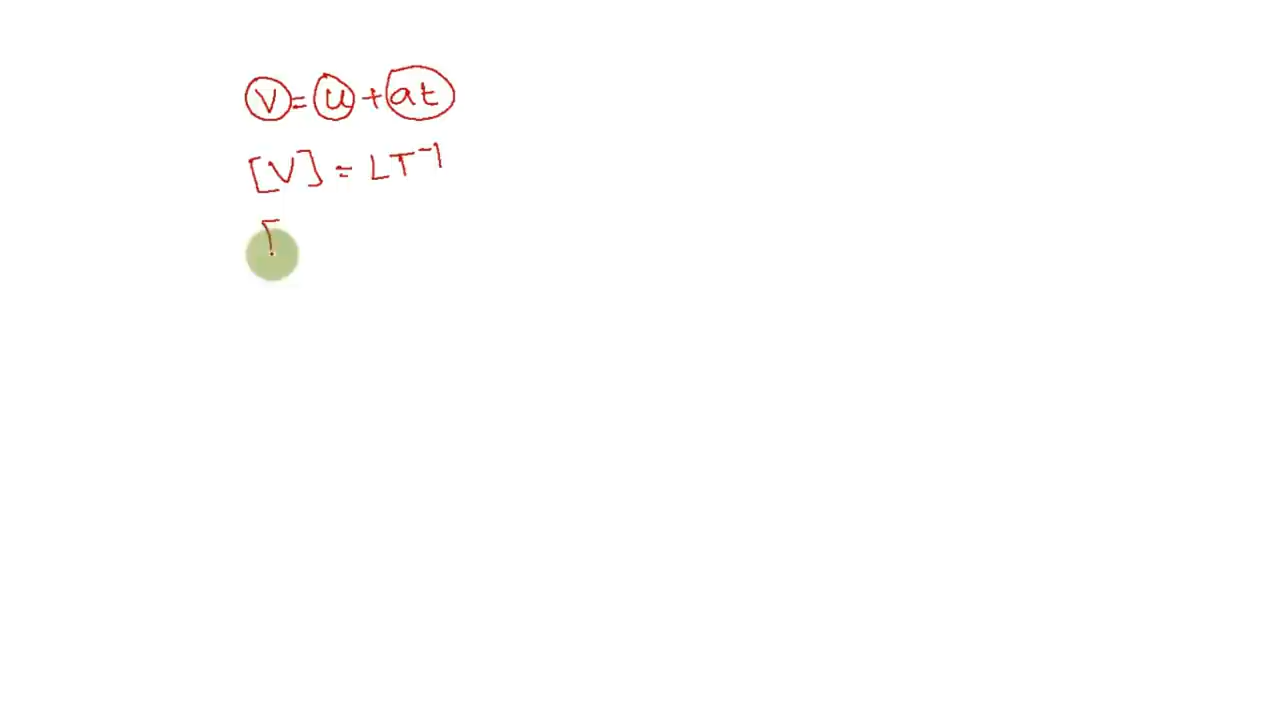 v = u + at
[V] = LT⁻¹
[